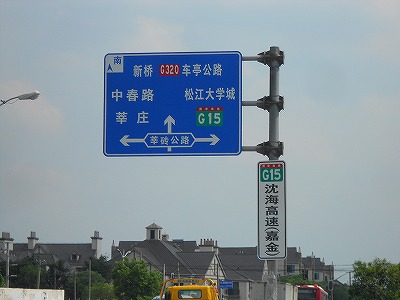 南
新桥 G320 车亭公路
中春路 松江大学城
莘庄 G15
莘砖公路
G15
沈海高速(嘉金)